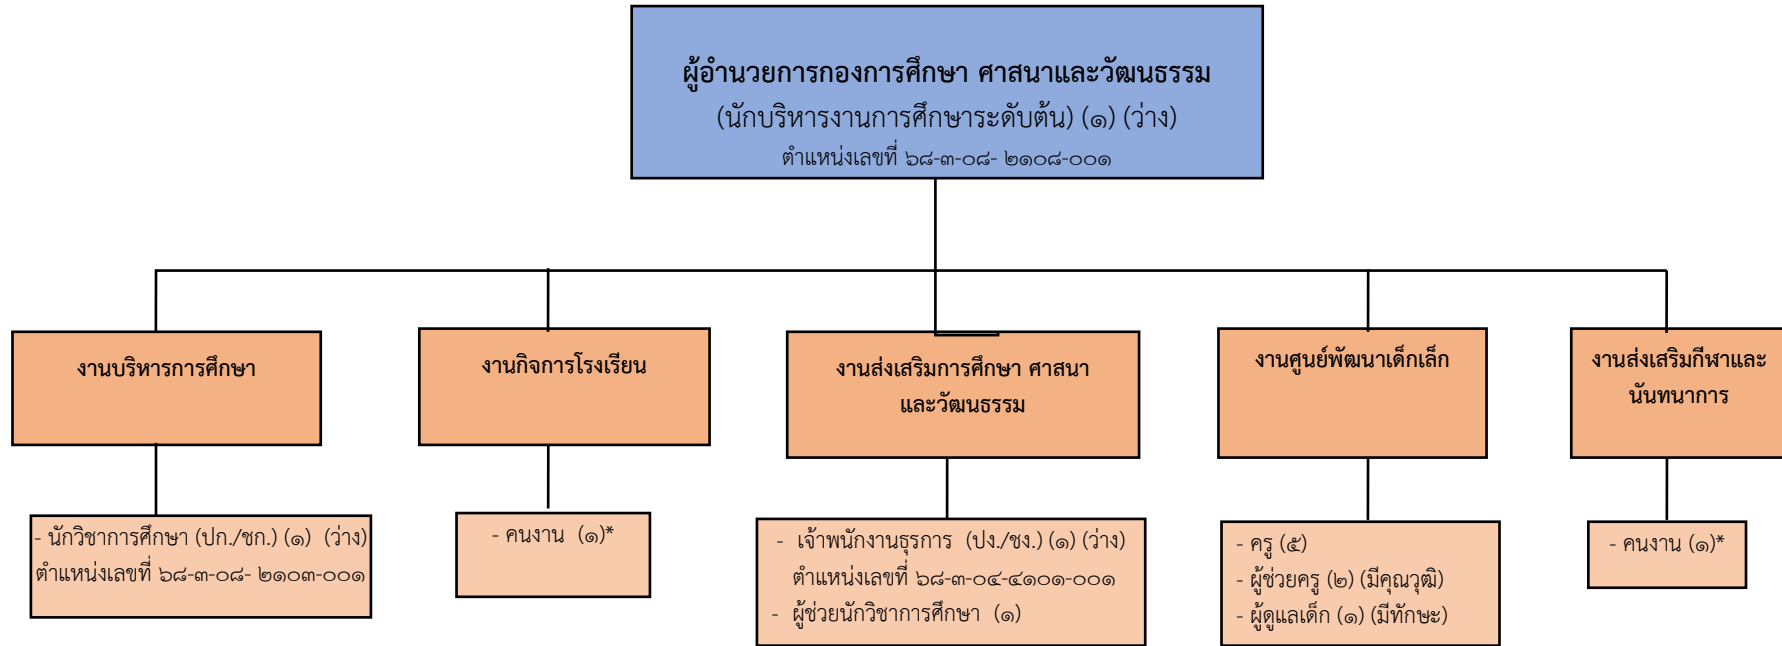 ผู้อำนวยการกองการศึกษา ศาสนาและวัฒนธรรม
(นักบริหารงานการศึกษาระดับต้น) (๑) (ว่าง)
ตำแหน่งเลขที่ ๖๘-๓-๐๘- ๒๑๐๘-๐๐๑
งานบริหารการศึกษา
งานกิจการโรงเรียน
งานส่งเสริมการศึกษา ศาสนา
และวัฒนธรรม
งานศูนย์พัฒนาเด็กเล็ก
งานส่งเสริมกีฬาและ
นันทนาการ
- นักวิชาการศึกษา (ปก./ชก.) (๑) (ว่าง)
ตำแหน่งเลขที่ ๖๘-๓-๐๘- ๒๑๐๓-๐๐๑
- คนงาน (๑)*
- เจ้าพนักงานธุรการ (ปง./ชง.) (๑) (ว่าง)
ตำแหน่งเลขที่ ๖๘-๓-๐๔-๔๑๐๑-๐๐๑
- ผู้ช่วยนักวิชาการศึกษา (๑)
- ครู (๕)
- ผู้ช่วยครู (๒) (มีคุณวุฒิ)
- ผู้ดูแลเด็ก (๑) (มีทักษะ)
- คนงาน (๑)*